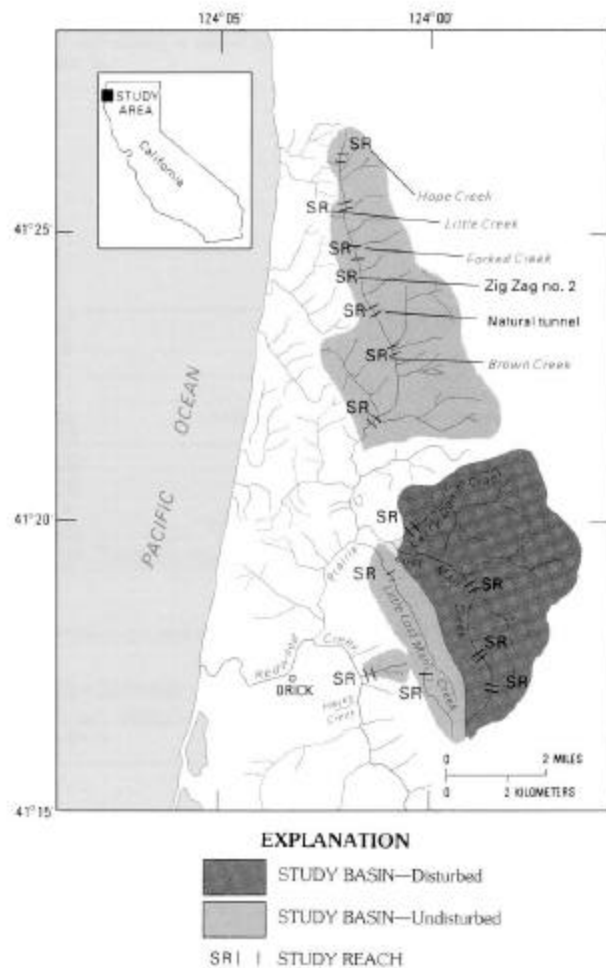 124°05'
124°00'
STUDY AREA
California
SR
Hope Creek
SR
Little Creek
41°25'
SR
Forked Creek
SR
Zig Zag no. 2
SR
Natural tunnel
SR
Brown Creek
SR
PACIFIC OCEAN
41°20'
SR
Prairie
SR
SR
Little Lost Man Creek
SR
Redwood Creek
SR
ORICK
SR
SR
Creek
0 2 MILES
0 2 KILOMETERS
41°15'
EXPLANATION
STUDY BASIN—Disturbed
STUDY BASIN—Undisturbed
SR| | STUDY REACH